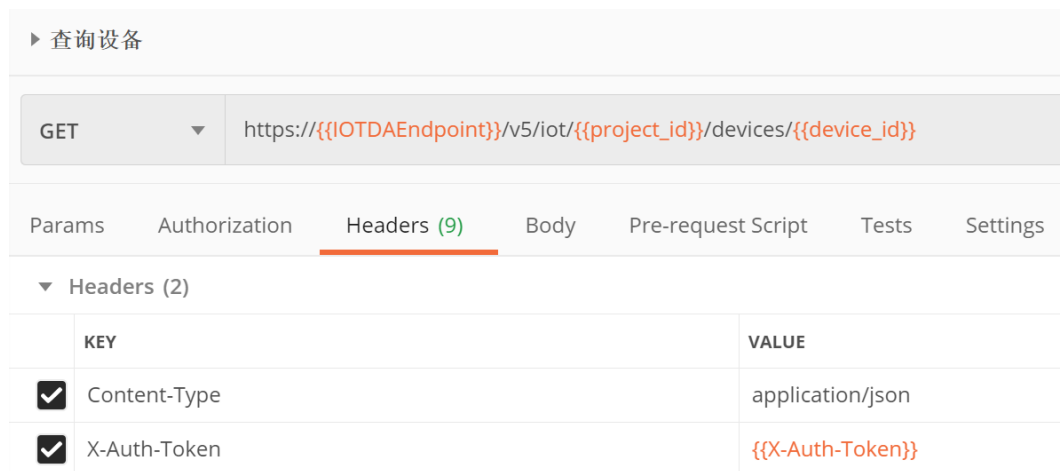 查询设备
GET https://{{IOTDAEndpoint}}/v5/iot/{{project_id}}/devices/{{device_id}}
Params Authorization Headers (9) Body Pre-request Script Tests Settings
Headers (2)
KEY VALUE
Content-Type application/json
X-Auth-Token {{X-Auth-Token}}